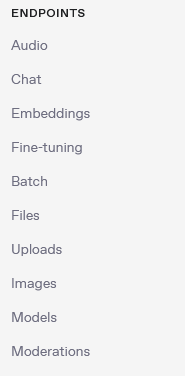 ENDPOINTS
Audio
Chat
Embeddings
Fine-tuning
Batch
Files
Uploads
Images
Models
Moderations